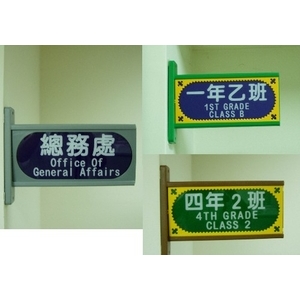 總務處
Office Of
General Affairs
一年乙班
1ST GRADE
CLASS B
四年2班
4TH GRADE
CLASS 2